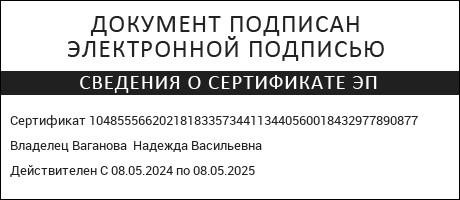 ДОКУМЕНТ ПОДПИСАН
ЭЛЕКТРОННОЙ ПОДПИСЬЮ
СВЕДЕНИЯ О СЕРТИФИКАТЕ ЭП
Сертификат 104855566202181833573441134405600184329778908​77
Владелец Ваганова Надежда Васильевна
Действителен С 08.05.2024 по 08.05.2025